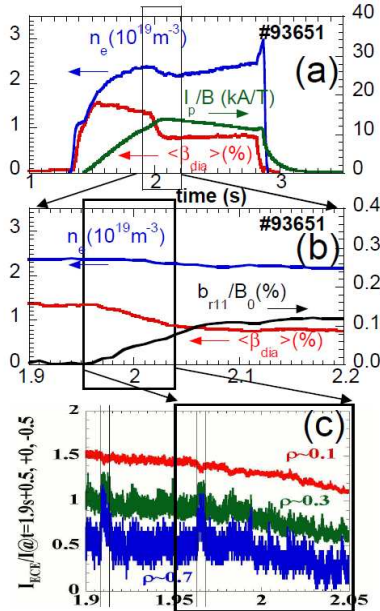 #93651
40
3
n_e(10^19m^-3)
(a)
30
I_p/B (kA/T)
2
20
1
10
<β_dia>(%)
0
0
1
2
3
time (s)
#93651
0.4
3
n_e(10^19m^-3)
(b)
0.3
2
b_r11/B_0(%)
0.2
1
0.1
<β_dia>(%)
0
0.0
1.9
2
2.1
2.2
2
(c)
1.5
ρ~0.1
1
ρ~0.3
0.5
ρ~0.7
0
1.9
1.95
2
2.05
I_ECE/I@t=1.9s+0.5, +0, -0.5